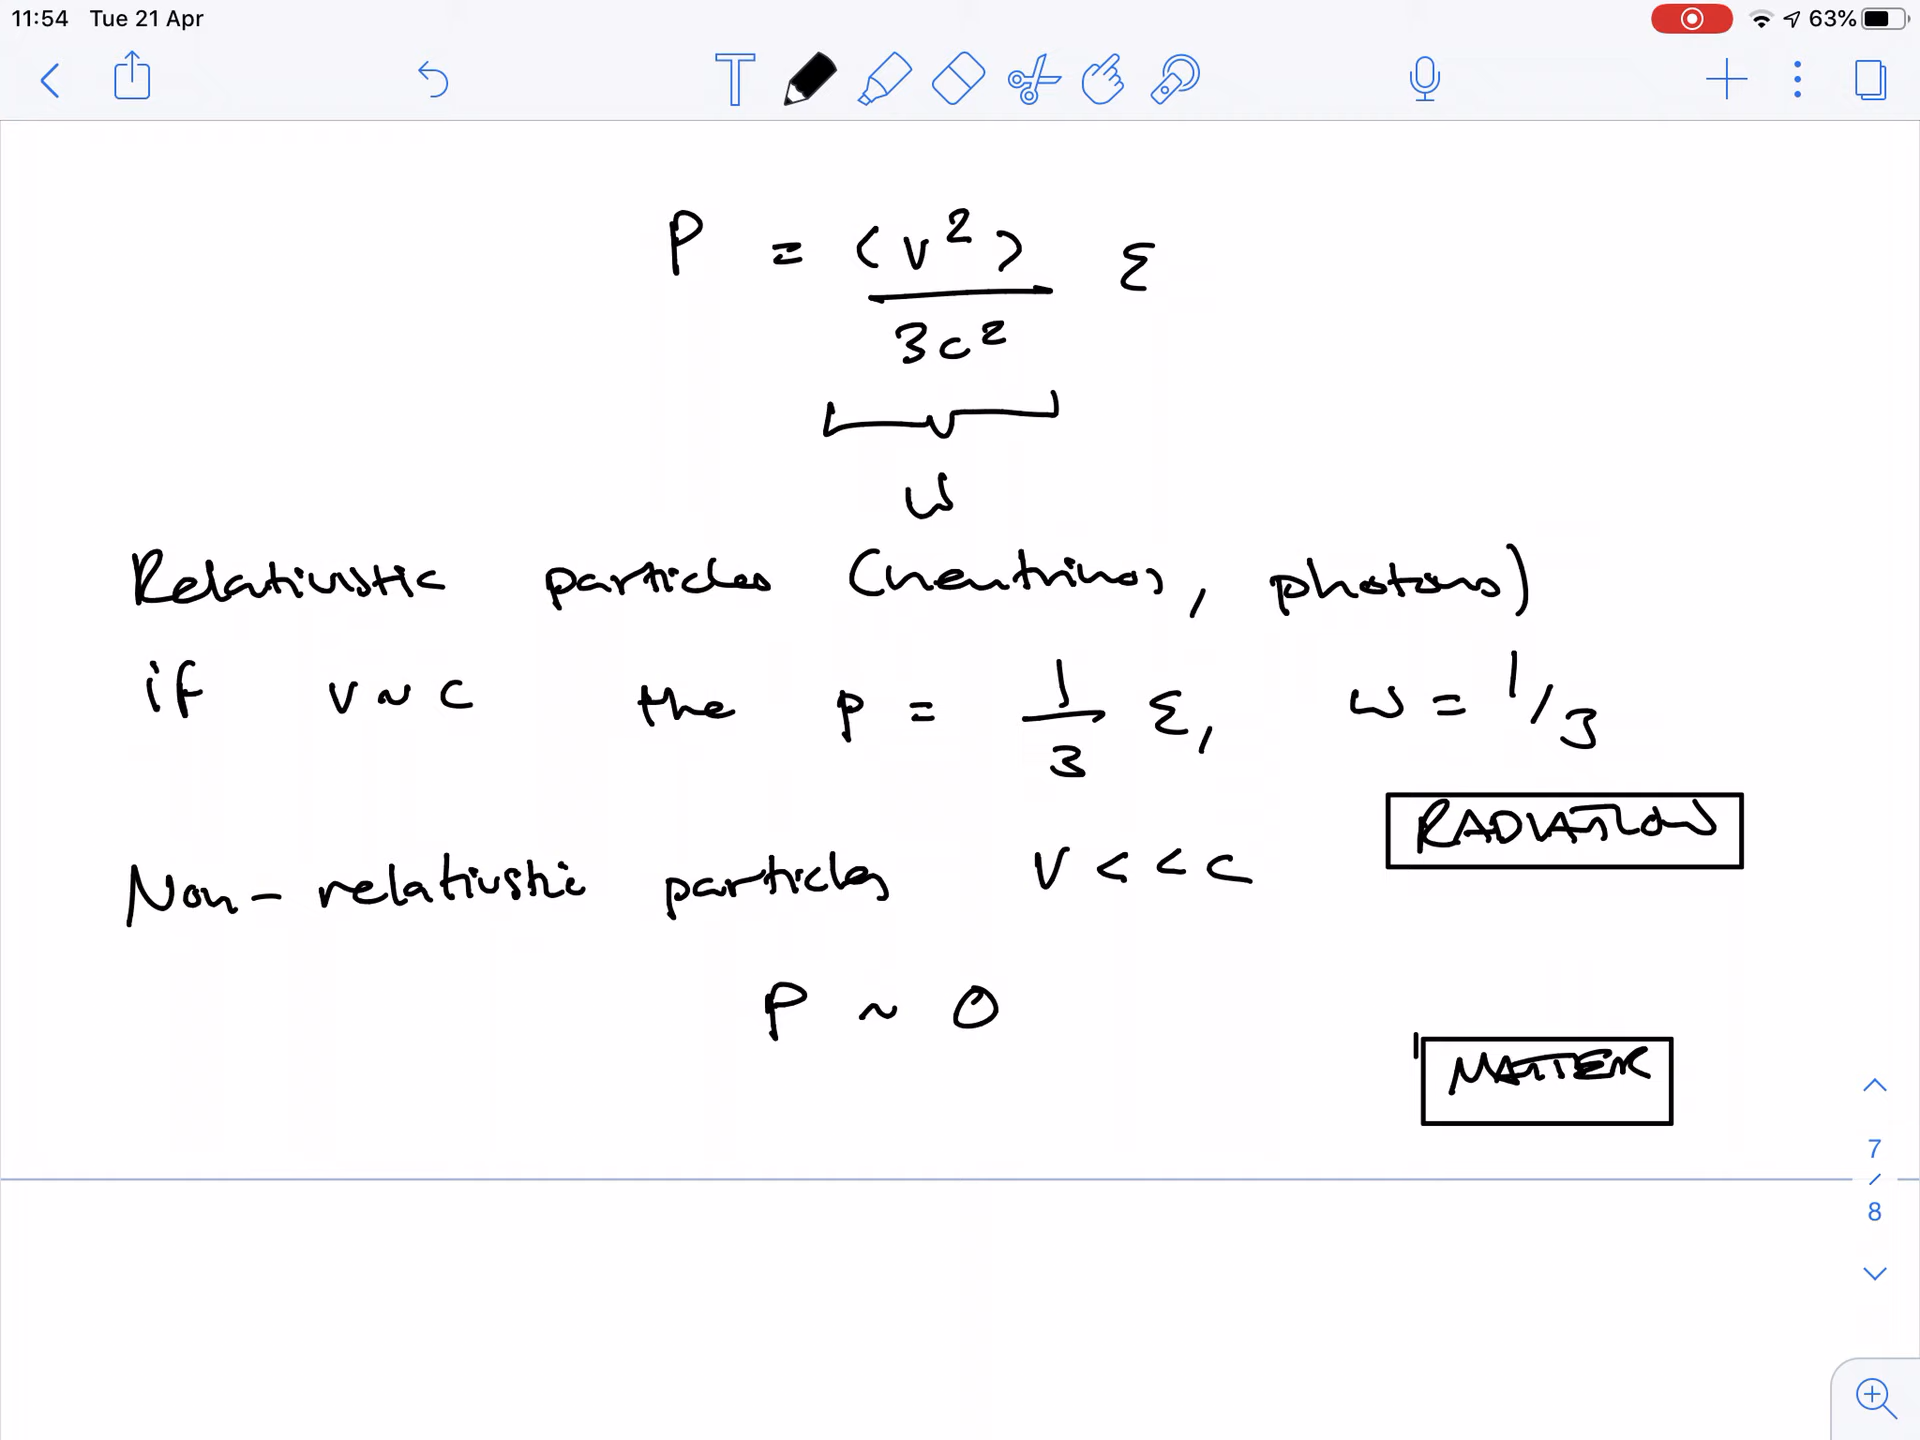 11:54 Tue 21 Apr 63%
T
P = ⟨v²⟩ ε
3c²
w
Relativistic particles (neutrinos, photons)
if v ~ c the P = 1/3 ε, w = 1/3
RADIATION
Non-relativistic particles v < < c
P ~ 0
MATTER
7
/
8